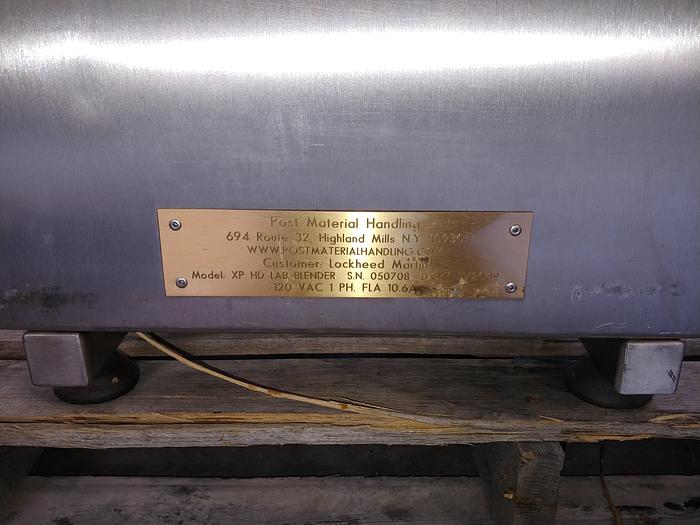 Post Material Handling
694 Route 32, Highland Mills N.Y. 10930
WWW.POSTMATERIALHANDLING.COM
Customer: Lockheed Martin
Model: XP HD LAB-BLENDER S.N. 050708-
120 VAC 1 PH. FLA 10.6A